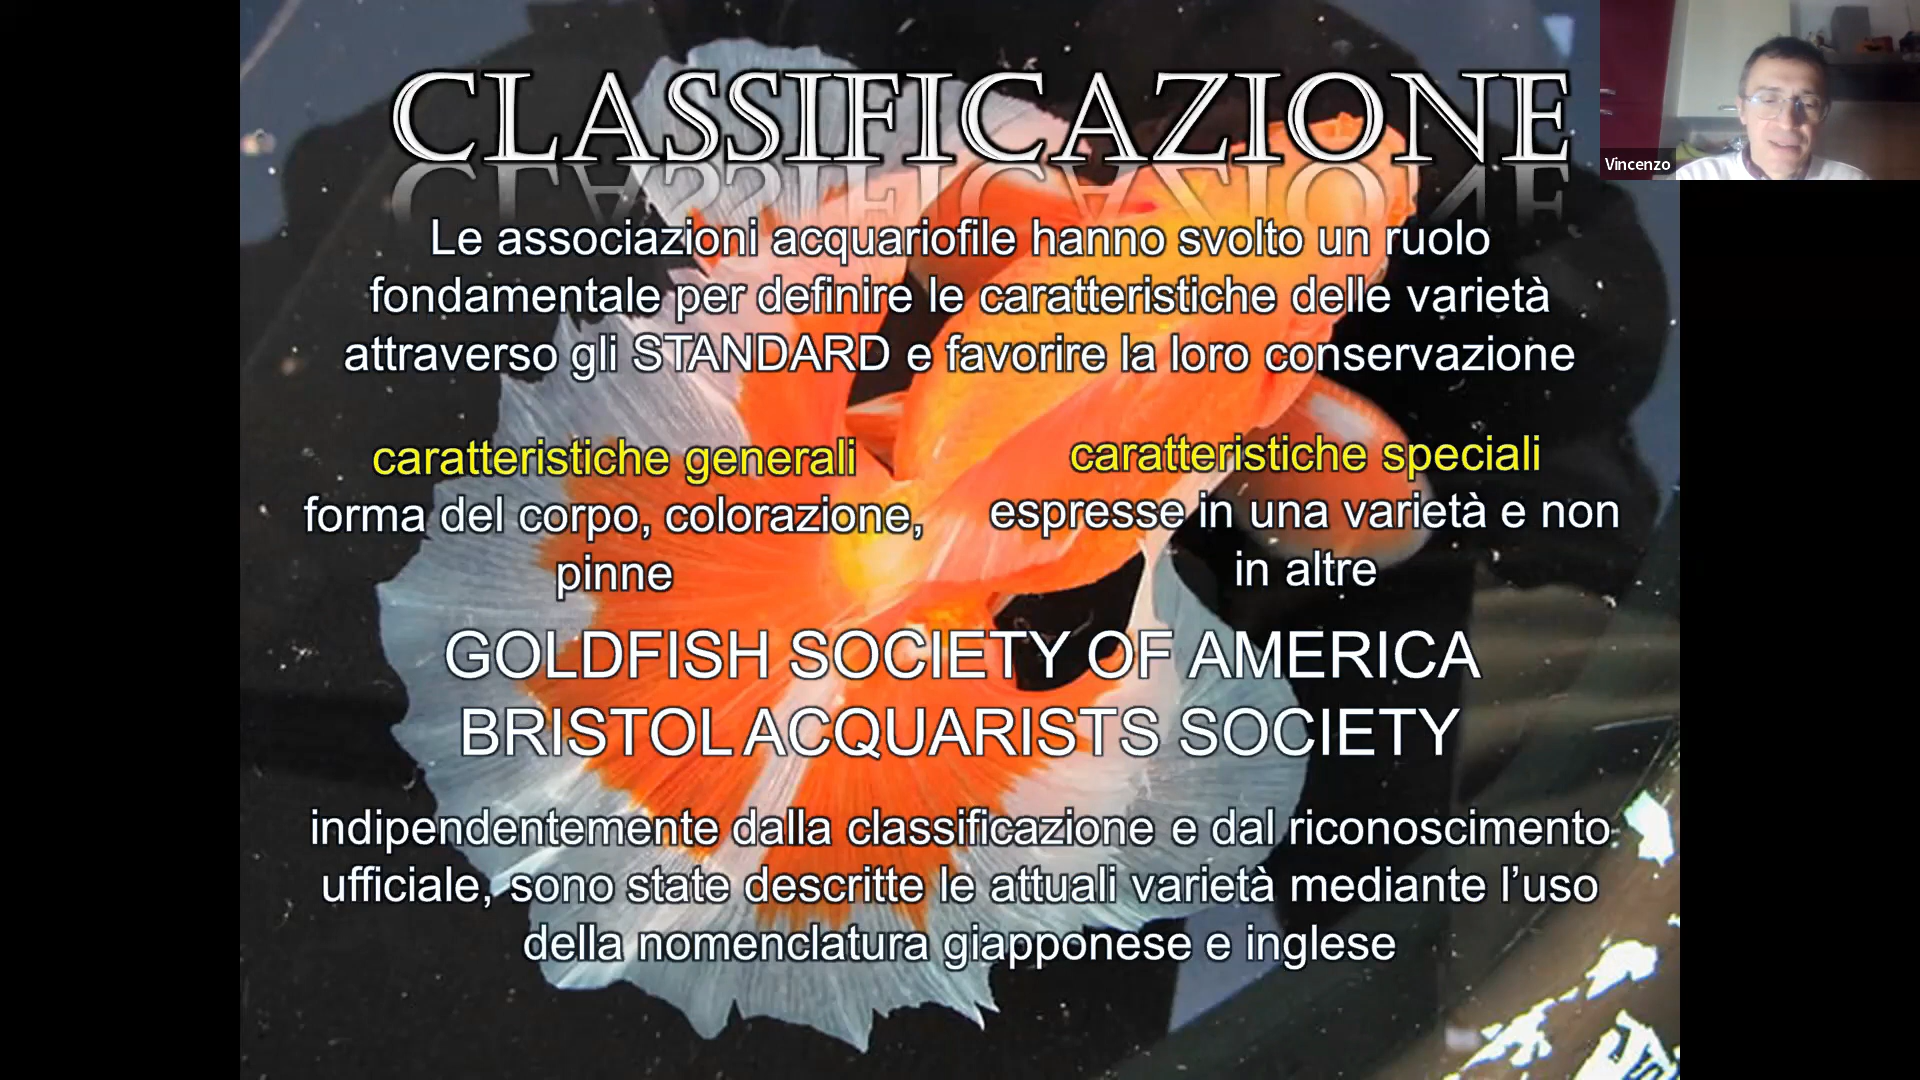 CLASSIFICAZIONE
Vincenzo
Le associazioni acquariofile hanno svolto un ruolo
fondamentale per definire le caratteristiche delle varietà
attraverso gli STANDARD e favorire la loro conservazione
caratteristiche generali
forma del corpo, colorazione,
pinne
caratteristiche speciali
espresse in una varietà e non
in altre
GOLDFISH SOCIETY OF AMERICA
BRISTOL ACQUARISTS SOCIETY
indipendentemente dalla classificazione e dal riconoscimento
ufficiale, sono state descritte le attuali varietà mediante l’uso
della nomenclatura giapponese e inglese